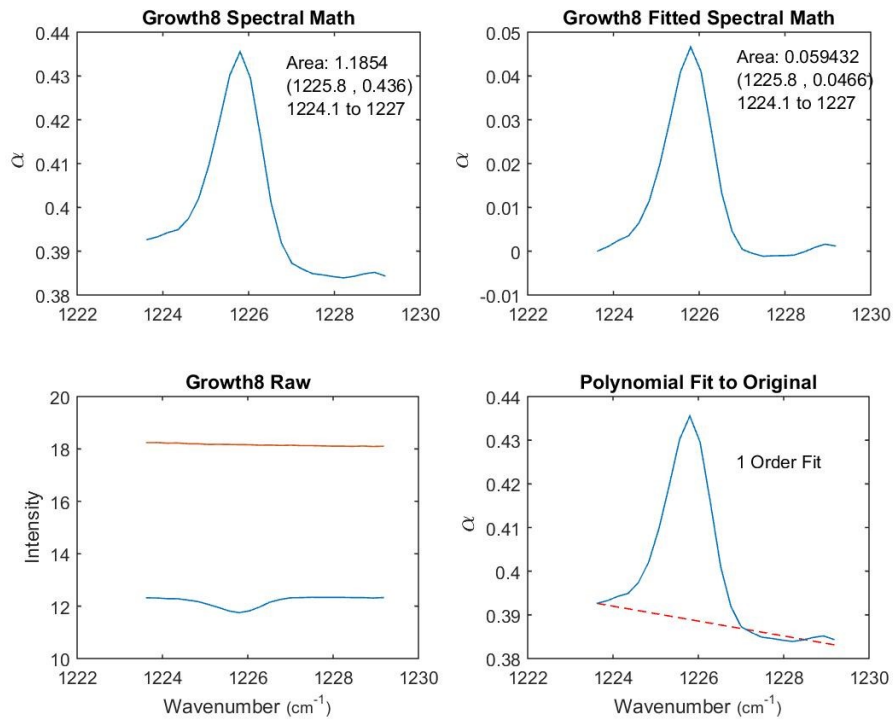 Growth8 Spectral Math
0.44
0.43
0.42
0.41
0.4
0.39
0.38
α
Area: 1.1854
(1225.8 , 0.436)
1224.1 to 1227
1222 1224 1226 1228 1230
Growth8 Fitted Spectral Math
0.05
0.04
0.03
0.02
0.01
0
-0.01
α
Area: 0.059432
(1225.8 , 0.0466)
1224.1 to 1227
1222 1224 1226 1228 1230
Growth8 Raw
20
18
16
14
12
10
Intensity
1222 1224 1226 1228 1230
Wavenumber (cm⁻¹)
Polynomial Fit to Original
0.44
0.43
0.42
0.41
0.4
0.39
0.38
α
1 Order Fit
1222 1224 1226 1228 1230
Wavenumber (cm⁻¹)